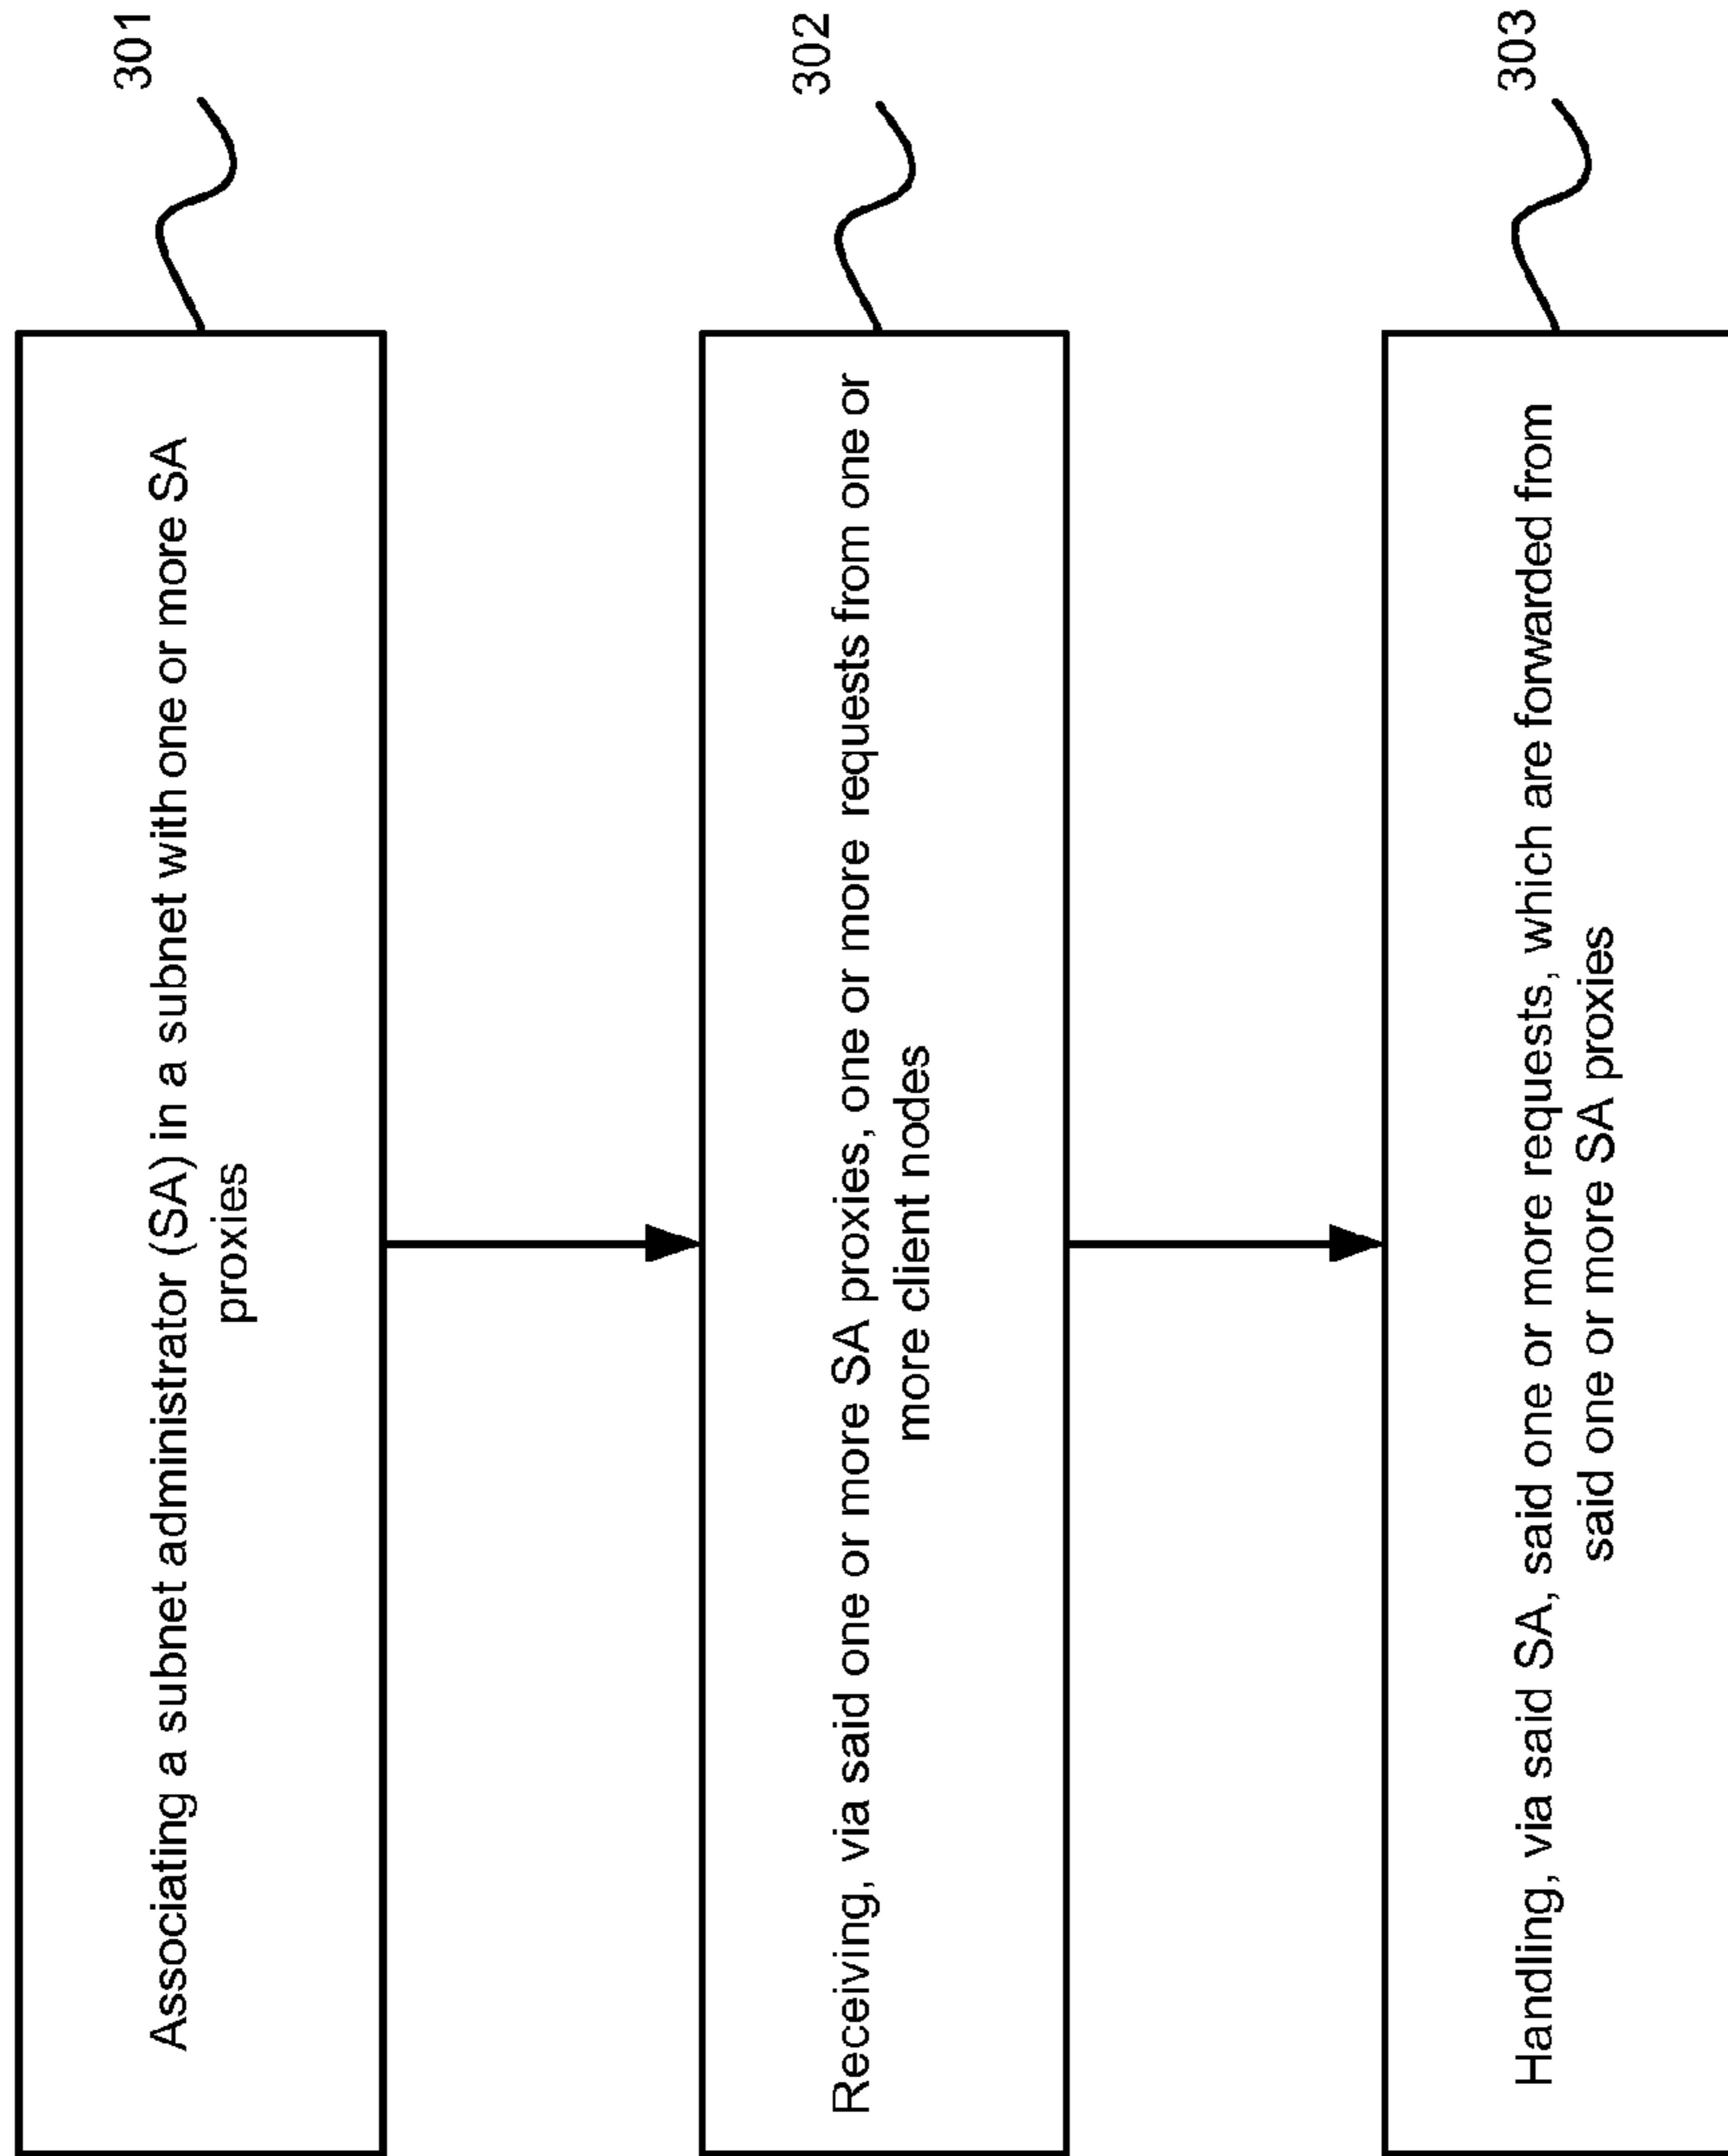 Associating a subnet administrator (SA) in a subnet with one or more SA
proxies
301
Receiving, via said one or more SA proxies, one or more requests from one or
more client nodes
302
Handling, via said SA, said one or more requests, which are forwarded from
said one or more SA proxies
303